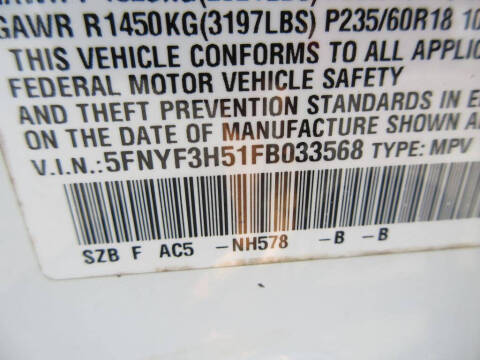 GAWR R1450KG(3197LBS) P235/60R18 10
THIS VEHICLE CONFORMS TO ALL APPLIC
FEDERAL MOTOR VEHICLE SAFETY
AND THEFT PREVENTION STANDARDS IN E
ON THE DATE OF MANUFACTURE SHOWN A
V.I.N.:5FNYF3H51FB033568 TYPE: MPV
SZB F AC5 -NH578 -B -B